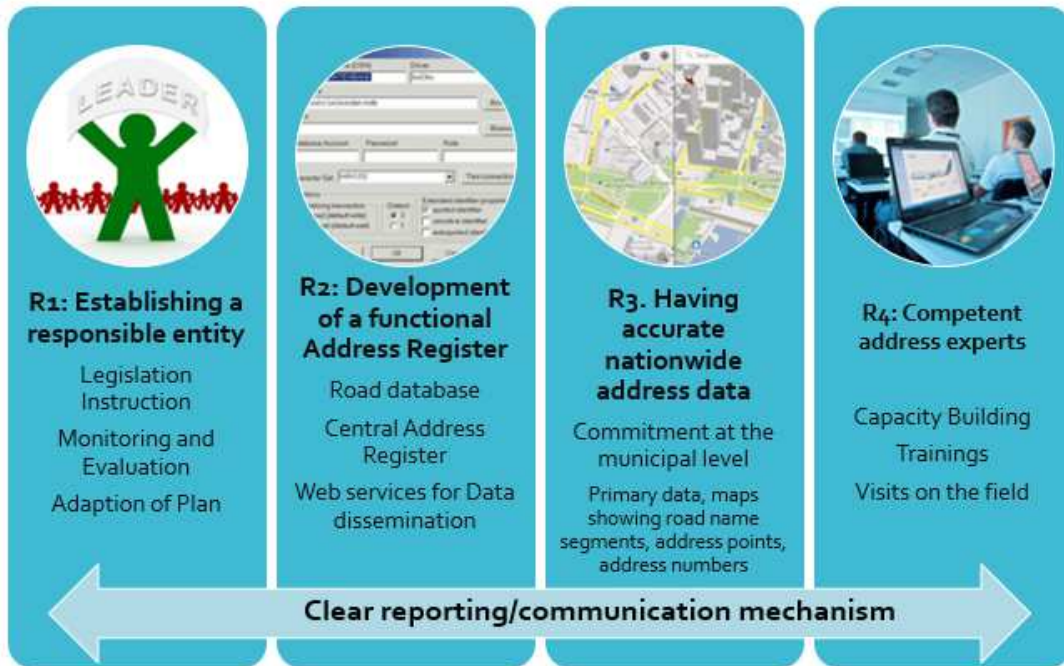 LEADER
R1: Establishing a
responsible entity
Legislation
Instruction
Monitoring and
Evaluation
Adaption of Plan
Password
Role
OK
R2: Development
of a functional
Address Register
Road database
Central Address
Register
Web services for Data
dissemination
R3. Having
accurate
nationwide
address data
Commitment at the
municipal level
Primary data, maps
showing road name
segments, address points,
address numbers
R4: Competent
address experts
Capacity Building
Trainings
Visits on the field
Clear reporting/communication mechanism